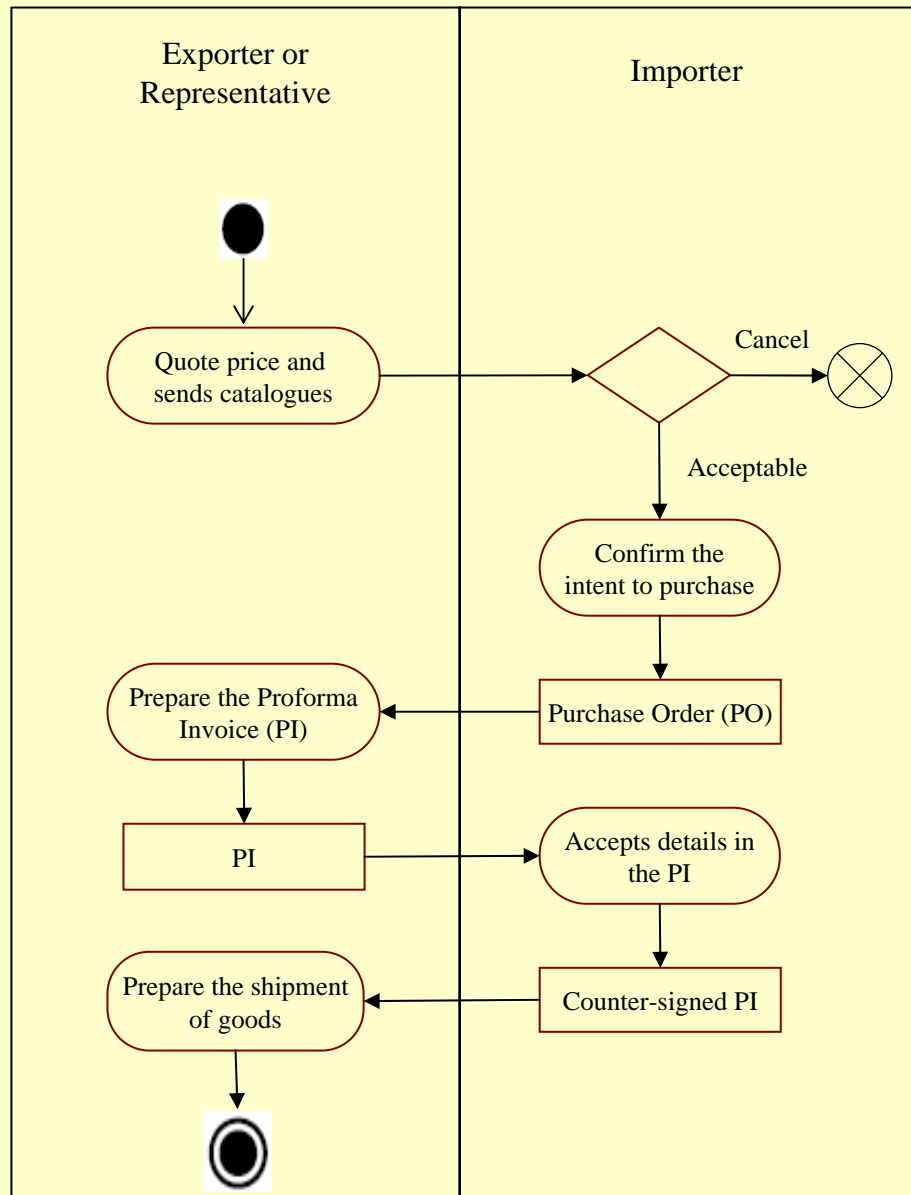 Exporter or
Representative
Importer
Quote price and
sends catalogues
Cancel
Acceptable
Confirm the
intent to purchase
Purchase Order (PO)
Prepare the Proforma
Invoice (PI)
PI
Accepts details in
the PI
Counter-signed PI
Prepare the shipment
of goods